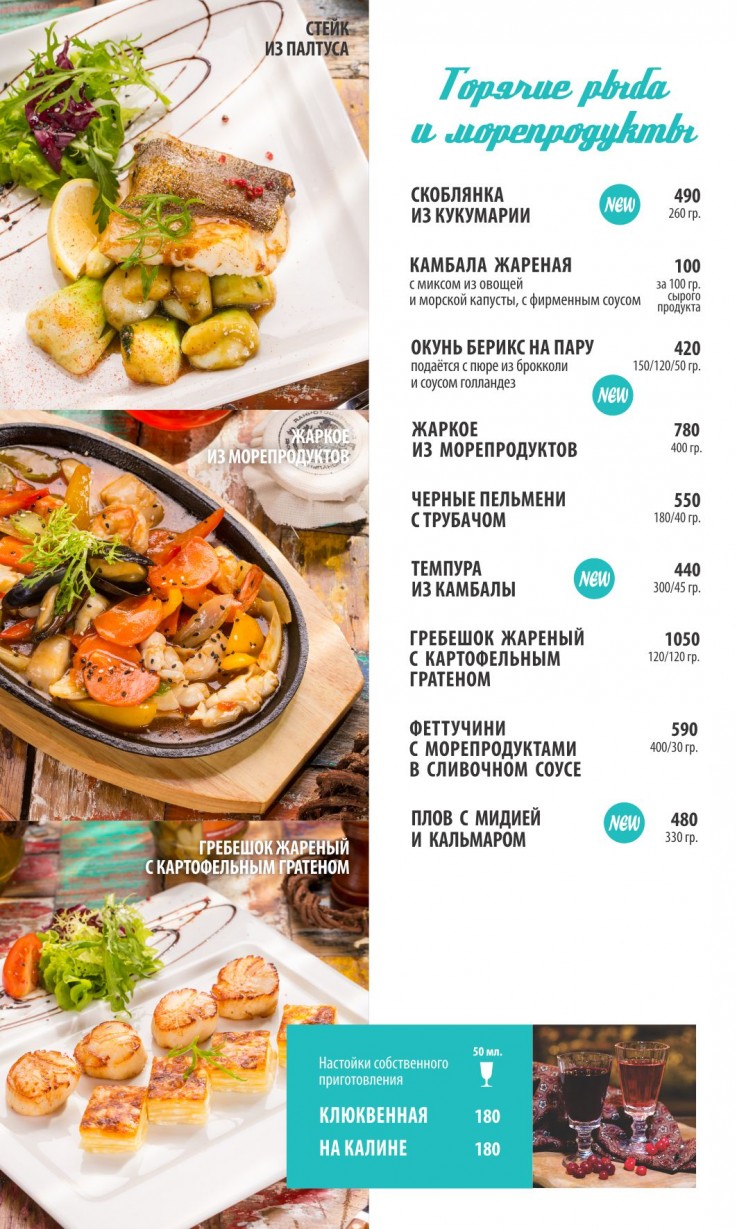 СТЕЙК
ИЗ ПАЛТУСА
ЖАРКОЕ
ИЗ МОРЕПРОДУКТОВ
ГРЕБЕШОК ЖАРЕНЫЙ
С КАРТОФЕЛЬНЫМ ГРАТЕНОМ
Горячие рыба
и морепродукты
СКОБЛЯНКА NEW 490
ИЗ КУКУМАРИИ 260 гр.
КАМБАЛА ЖАРЕНАЯ 100
с миксом из овощей за 100 гр.
и морской капусты, с фирменным соусом сырого
продукта
ОКУНЬ БЕРИКС НА ПАРУ 420
подаётся с пюре из брокколи 150/120/50 гр.
и соусом голландез NEW
ЖАРКОЕ 780
ИЗ МОРЕПРОДУКТОВ 400 гр.
ЧЕРНЫЕ ПЕЛЬМЕНИ 550
С ТРУБАЧОМ 180/40 гр.
ТЕМПУРА NEW 440
ИЗ КАМБАЛЫ 300/45 гр.
ГРЕБЕШОК ЖАРЕНЫЙ 1050
С КАРТОФЕЛЬНЫМ 120/120 гр.
ГРАТЕНОМ
ФЕТТУЧИНИ 590
С МОРЕПРОДУКТАМИ 400/30 гр.
В СЛИВОЧНОМ СОУСЕ
ПЛОВ С МИДИЕЙ NEW 480
И КАЛЬМАРОМ 330 гр.
50 мл.
Настойки собственного
приготовления
КЛЮКВЕННАЯ 180
НА КАЛИНЕ 180